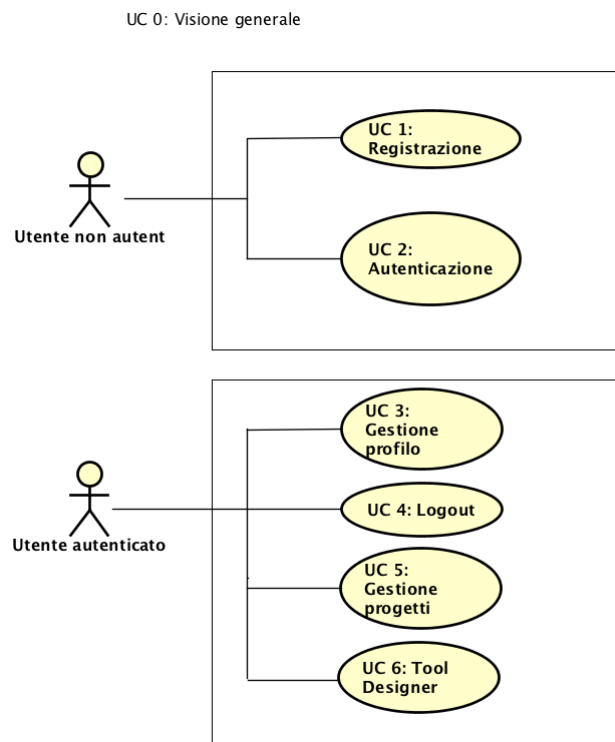 UC 0: Visione generale
UC 1:
Registrazione
Utente non autent
UC 2:
Autenticazione
UC 3:
Gestione
profilo
UC 4: Logout
Utente autenticato
UC 5:
Gestione
progetti
UC 6: Tool
Designer